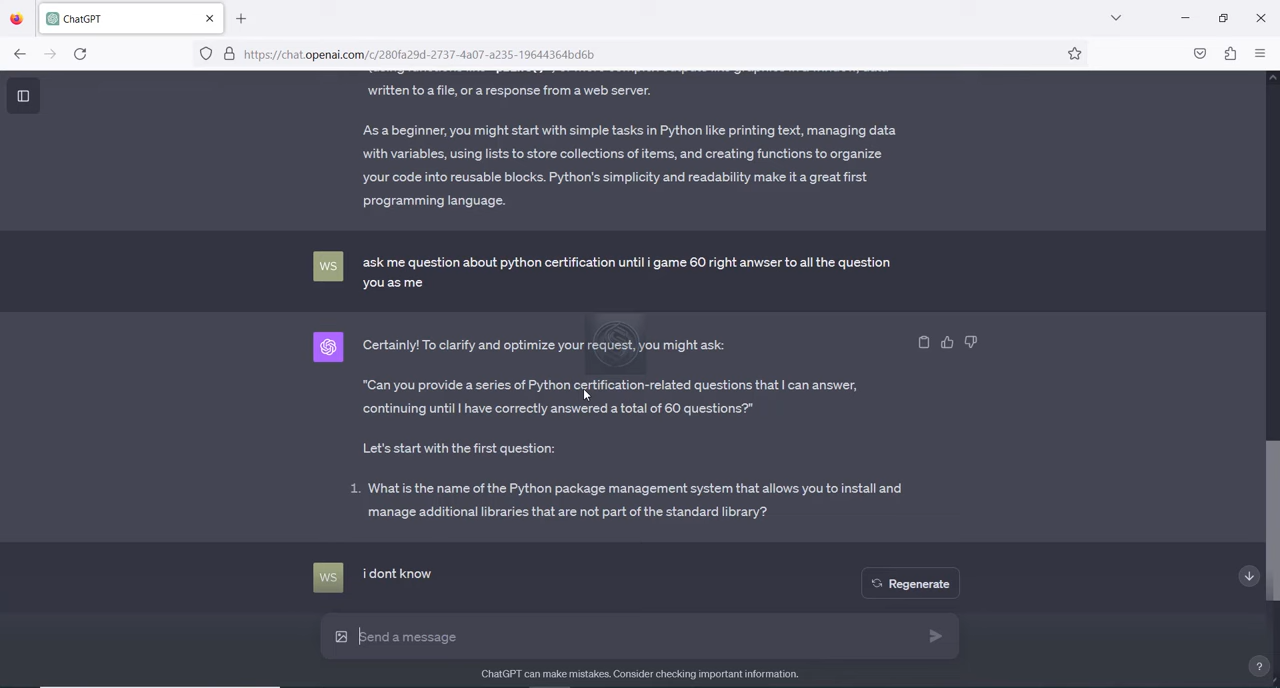 ChatGPT
https://chat.openai.com/c/280fa29d-2737-4a07-a235-19644364bd6b
written to a file, or a response from a web server.
As a beginner, you might start with simple tasks in Python like printing text, managing data
with variables, using lists to store collections of items, and creating functions to organize
your code into reusable blocks. Python's simplicity and readability make it a great first
programming language.
WS
ask me question about python certification until i game 60 right anwser to all the question
you as me
Certainly! To clarify and optimize your request, you might ask:
"Can you provide a series of Python certification-related questions that I can answer,
continuing until I have correctly answered a total of 60 questions?"
Let's start with the first question:
1. What is the name of the Python package management system that allows you to install and
manage additional libraries that are not part of the standard library?
WS
i dont know
Regenerate
Send a message
ChatGPT can make mistakes. Consider checking important information.
?